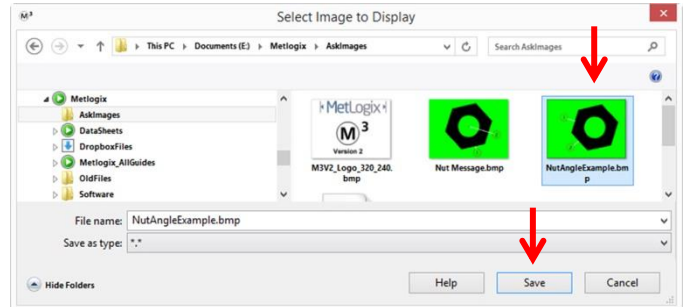 M³
Select Image to Display
This PC Documents (E:) Metlogix AskImages
Search AskImages
Metlogix
AskImages
DataSheets
DropboxFiles
Metlogix_AllGuides
OldFiles
Software
MetLogix
M³
Version 2
M3V2_Logo_320_240.
bmp
Nut Message.bmp
NutAngleExample.bm
p
File name: NutAngleExample.bmp
Save as type: *.*
Hide Folders
Help Save Cancel